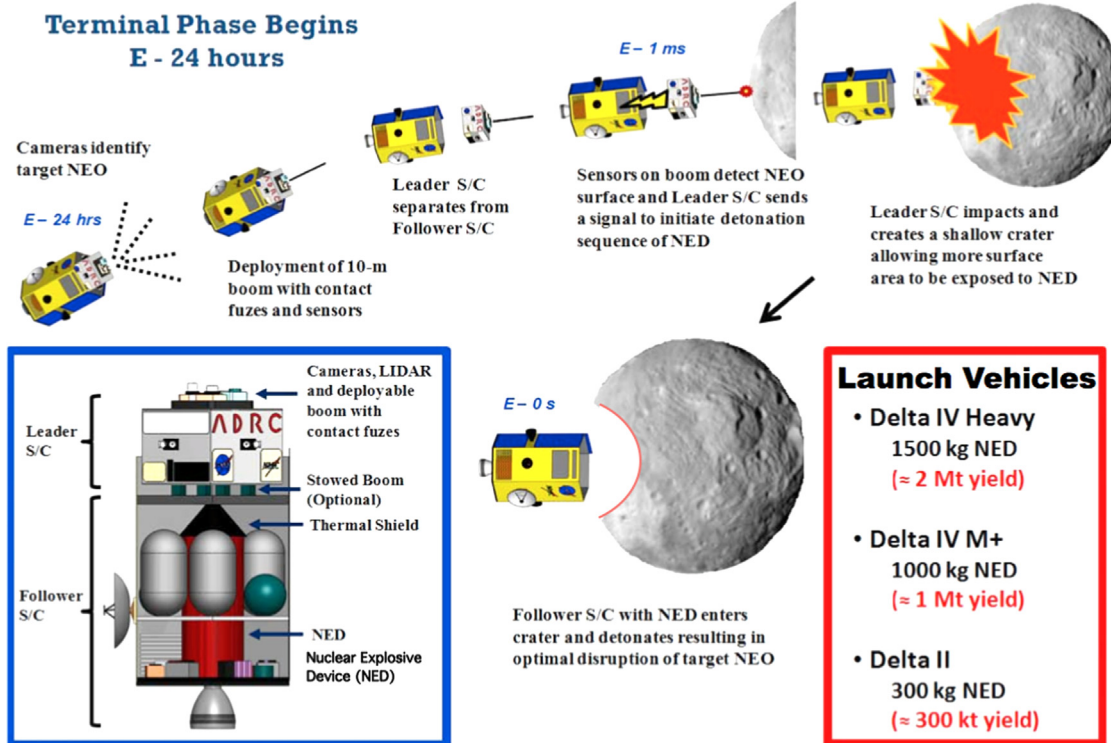 Terminal Phase Begins
E - 24 hours
Cameras identify
target NEO
E – 24 hrs
Deployment of 10-m
boom with contact
fuzes and sensors
ADRC
Leader S/C
separates from
Follower S/C
E – 1 ms
ADRC
Sensors on boom detect NEO
surface and Leader S/C sends
a signal to initiate detonation
sequence of NED
Leader S/C impacts and
creates a shallow crater
allowing more surface
area to be exposed to NED
E – 0 s
Follower S/C with NED enters
crater and detonates resulting in
optimal disruption of target NEO
Leader
S/C
Follower
S/C
ADRC
Cameras, LIDAR
and deployable
boom with
contact fuzes
Stowed Boom
(Optional)
Thermal Shield
NED
Nuclear Explosive
Device (NED)
Launch Vehicles
• Delta IV Heavy
1500 kg NED
(≈ 2 Mt yield)
• Delta IV M+
1000 kg NED
(≈ 1 Mt yield)
• Delta II
300 kg NED
(≈ 300 kt yield)